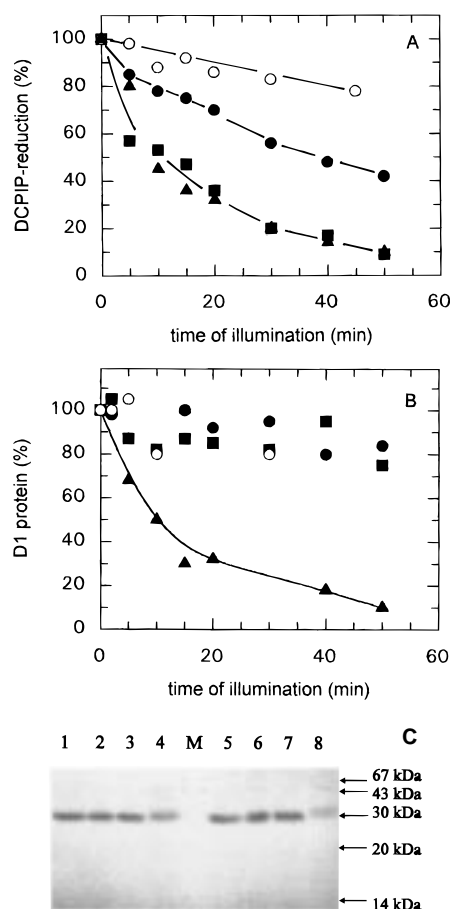 A
DCPIP-reduction (%)
100
80
60
40
20
0
0 20 40 60
time of illumination (min)
B
D1 protein (%)
100
80
60
40
20
0
0 20 40 60
time of illumination (min)
C
1 2 3 4 M 5 6 7 8
67 kDa
43 kDa
30 kDa
20 kDa
14 kDa